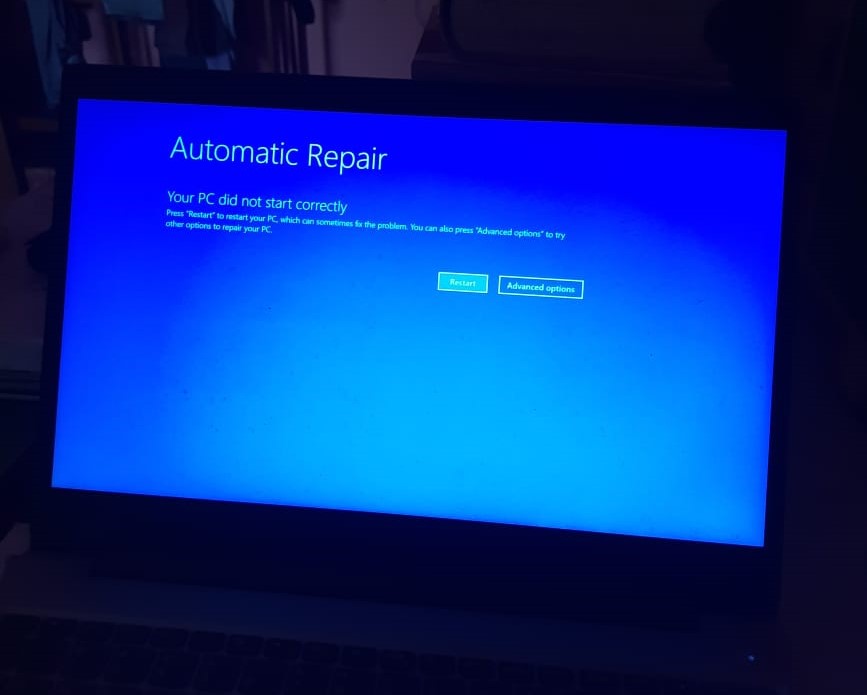 Automatic Repair
Your PC did not start correctly
Press "Restart" to restart your PC, which can sometimes fix the problem. You can also press "Advanced options" to try
other options to repair your PC.
Restart
Advanced options